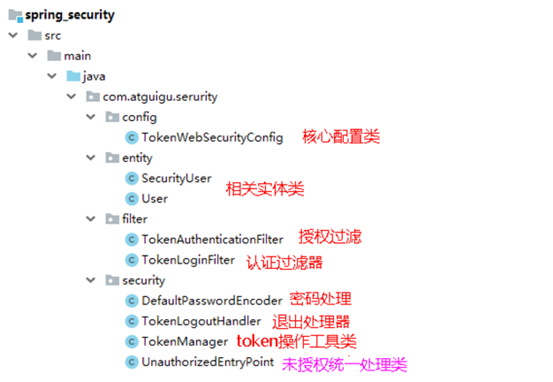 spring_security
src
main
java
com.atguigu.serurity
config
TokenWebSecurityConfig 核心配置类
entity
SecurityUser
相关实体类
User
filter
TokenAuthenticationFilter 授权过滤
TokenLoginFilter 认证过滤器
security
DefaultPasswordEncoder 密码处理
TokenLogoutHandler 退出处理器
TokenManager token操作工具类
UnauthorizedEntryPoint 未授权统一处理类